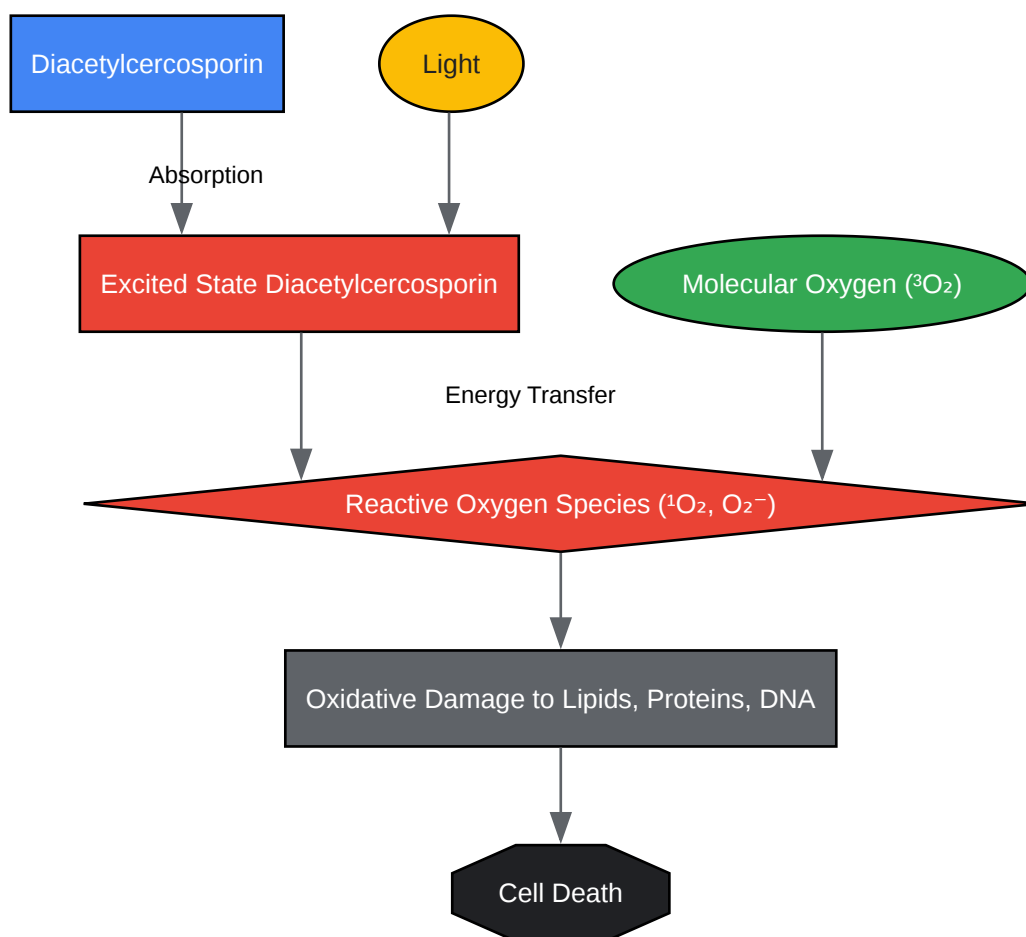 Diacetylcercosporin
Light
Absorption
Excited State Diacetylcercosporin
Molecular Oxygen (³O₂)
Energy Transfer
Reactive Oxygen Species (¹O₂, O₂⁻)
Oxidative Damage to Lipids, Proteins, DNA
Cell Death